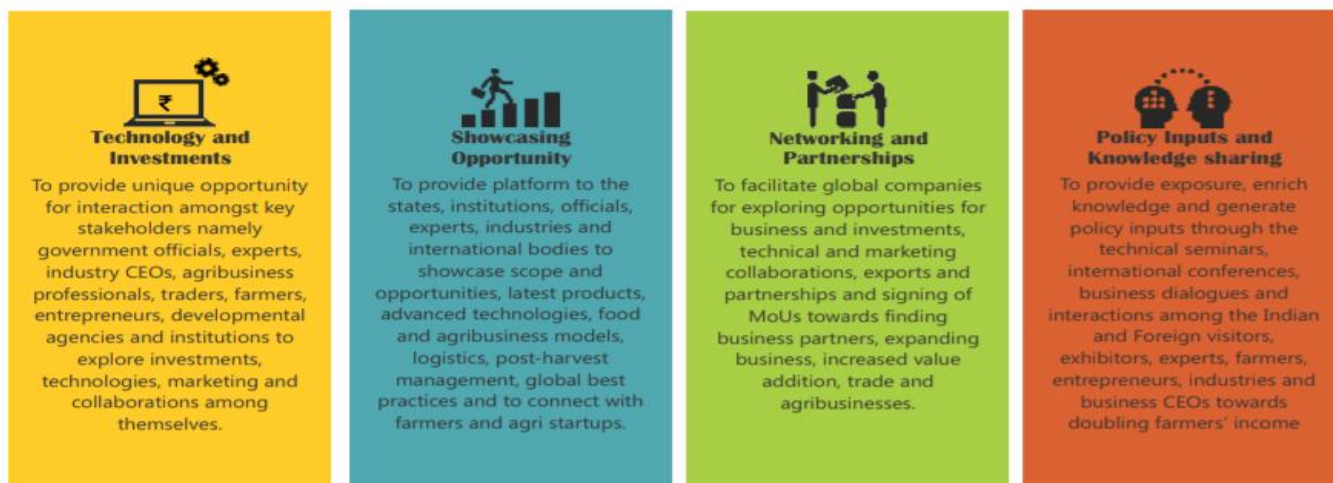 ₹
Technology and
Investments
To provide unique opportunity
for interaction amongst key
stakeholders namely
government officials, experts,
industry CEOs, agribusiness
professionals, traders, farmers,
entrepreneurs, developmental
agencies and institutions to
explore investments,
technologies, marketing and
collaborations among
themselves.
Showcasing
Opportunity
To provide platform to the
states, institutions, officials,
experts, industries and
international bodies to
showcase scope and
opportunities, latest products,
advanced technologies, food
and agribusiness models,
logistics, post-harvest
management, global best
practices and to connect with
farmers and agri startups.
Networking and
Partnerships
To facilitate global companies
for exploring opportunities for
business and investments,
technical and marketing
collaborations, exports and
partnerships and signing of
MoUs towards finding
business partners, expanding
business, increased value
addition, trade and
agribusinesses.
Policy Inputs and
Knowledge sharing
To provide exposure, enrich
knowledge and generate
policy inputs through the
technical seminars,
international conferences,
business dialogues and
interactions among the Indian
and Foreign visitors,
exhibitors, experts, farmers,
entrepreneurs, industries and
business CEOs towards
doubling farmers' income